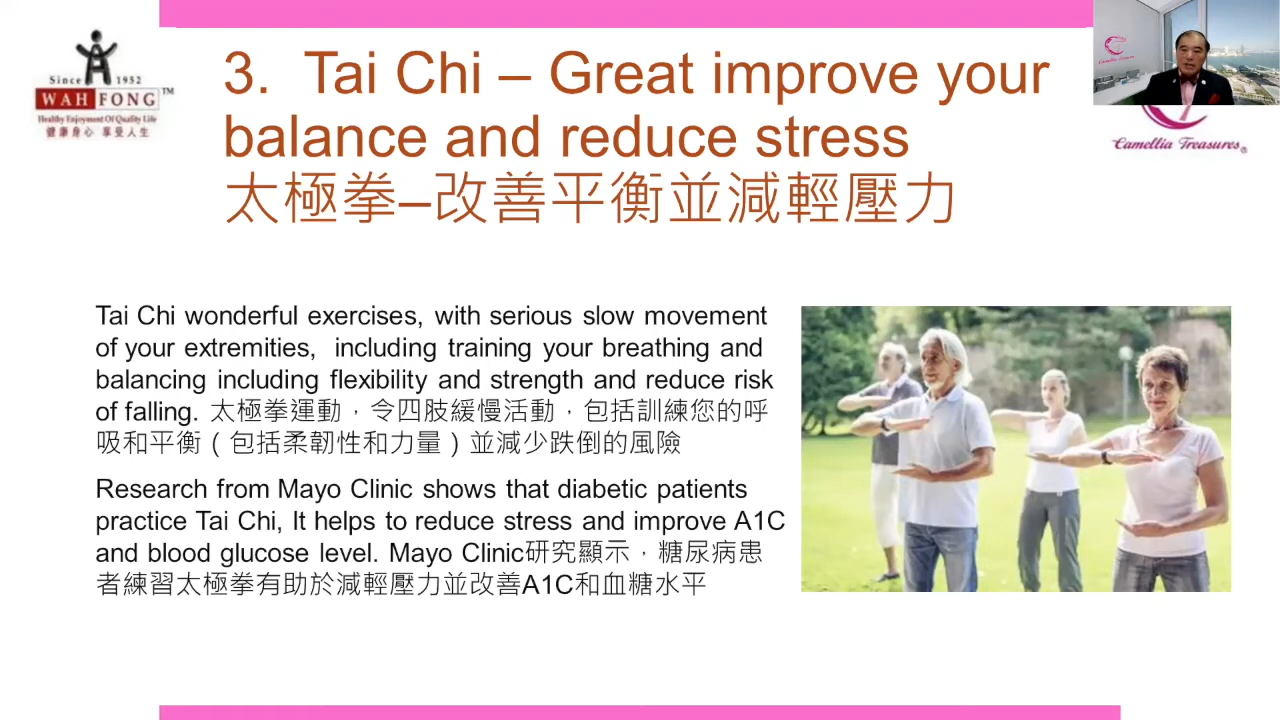 Since 1952
WAH FONG TM
Healthy Enjoyment Of Quality Life
健康身心 享受人生
3. Tai Chi – Great improve your
balance and reduce stress
太極拳–改善平衡並減輕壓力
Camellia Treasures®
Tai Chi wonderful exercises, with serious slow movement
of your extremities, including training your breathing and
balancing including flexibility and strength and reduce risk
of falling. 太極拳運動，令四肢緩慢活動，包括訓練您的呼
吸和平衡（包括柔韌性和力量）並減少跌倒的風險
Research from Mayo Clinic shows that diabetic patients
practice Tai Chi, It helps to reduce stress and improve A1C
and blood glucose level. Mayo Clinic研究顯示，糖尿病患
者練習太極拳有助於減輕壓力並改善A1C和血糖水平